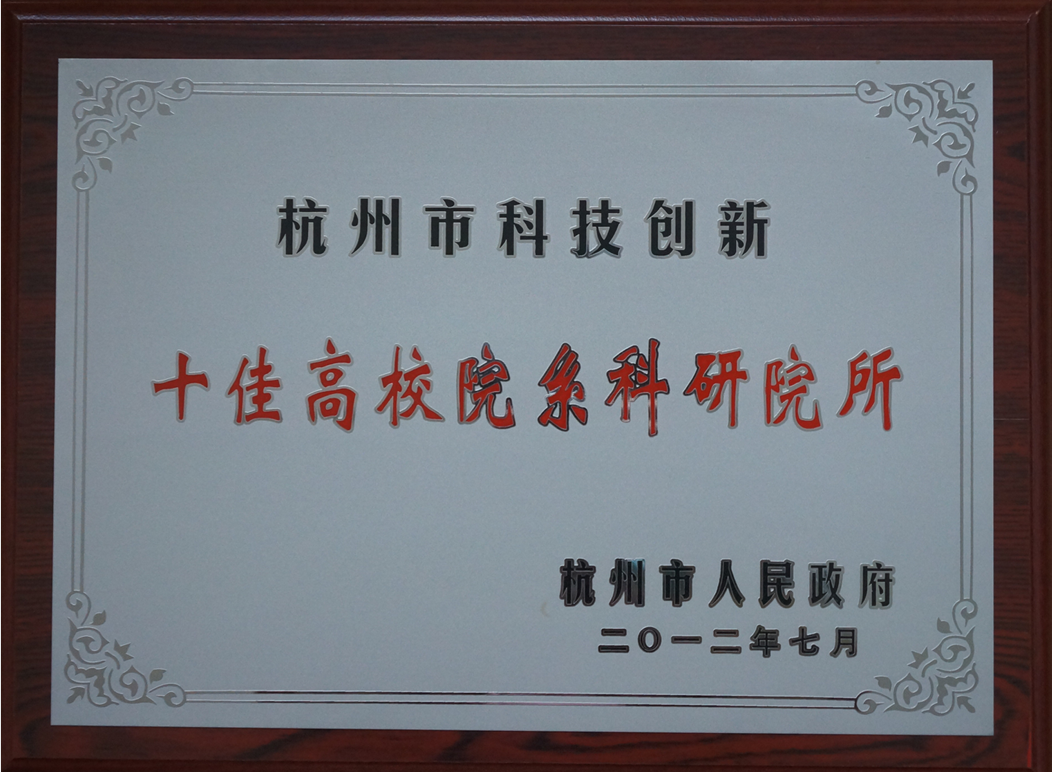 杭州市科技创新
十佳高校院系科研院所
杭州市人民政府
二〇一二年七月